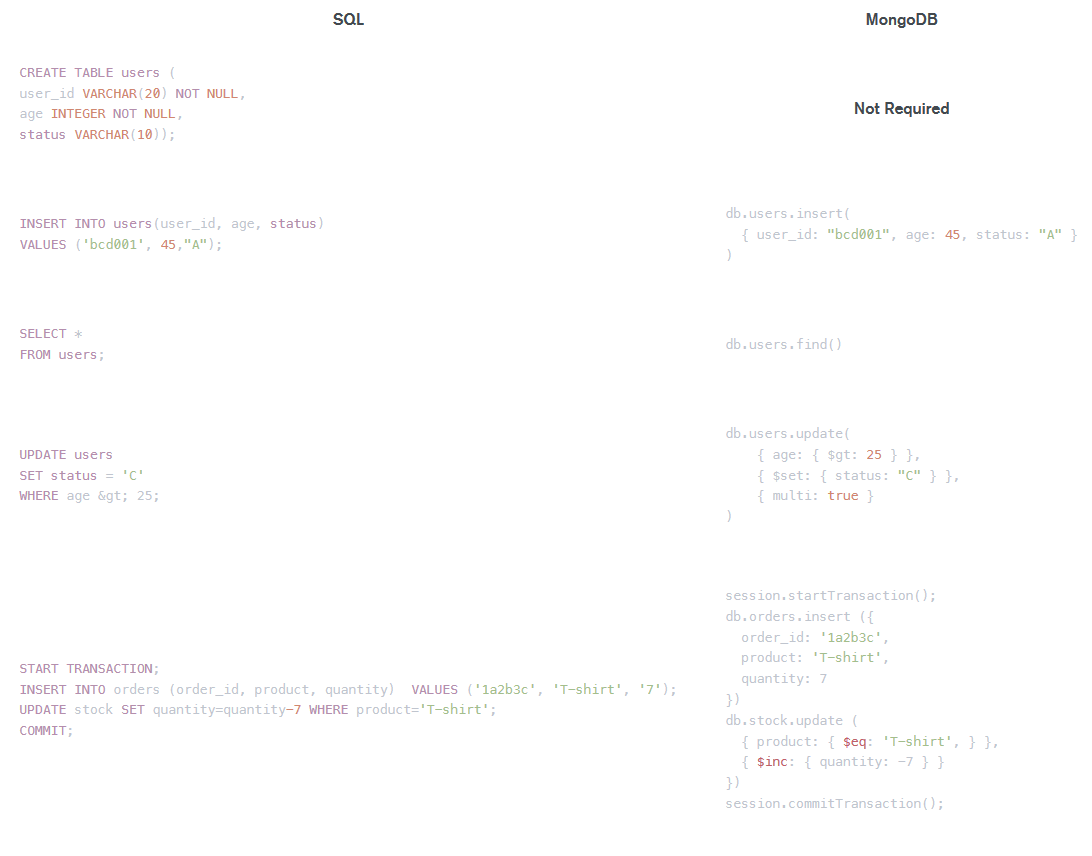 SQL
MongoDB
CREATE TABLE users (
user_id VARCHAR(20) NOT NULL,
age INTEGER NOT NULL,
status VARCHAR(10));
Not Required
INSERT INTO users(user_id, age, status)
VALUES ('bcd001', 45,"A");
db.users.insert(
  { user_id: "bcd001", age: 45, status: "A" }
)
SELECT *
FROM users;
db.users.find()
UPDATE users
SET status = 'C'
WHERE age &gt; 25;
db.users.update(
    { age: { $gt: 25 } },
    { $set: { status: "C" } },
    { multi: true }
)
START TRANSACTION;
INSERT INTO orders (order_id, product, quantity)  VALUES ('1a2b3c', 'T-shirt', '7');
UPDATE stock SET quantity=quantity-7 WHERE product='T-shirt';
COMMIT;
session.startTransaction();
db.orders.insert ({
  order_id: '1a2b3c',
  product: 'T-shirt',
  quantity: 7
})
db.stock.update (
  { product: { $eq: 'T-shirt', } },
  { $inc: { quantity: -7 } }
})
session.commitTransaction();